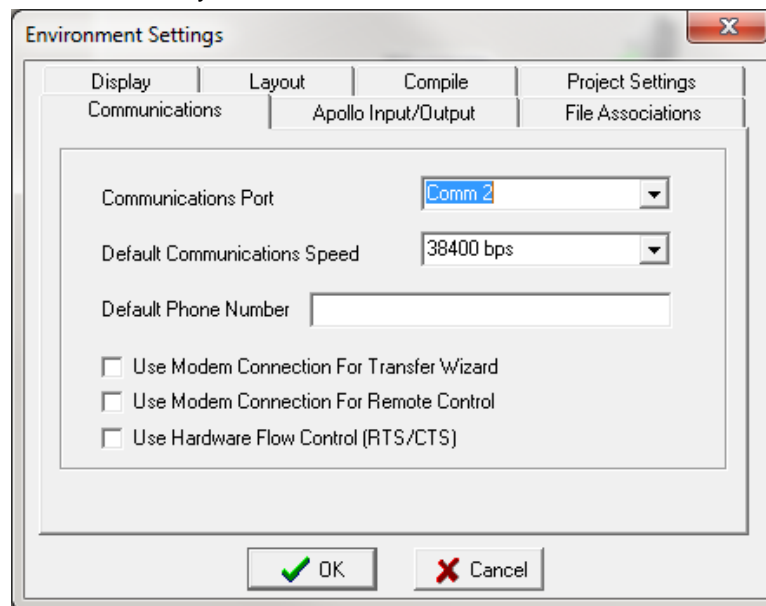 Environment Settings
Display Layout Compile Project Settings
Communications Apollo Input/Output File Associations
Communications Port Comm 2
Default Communications Speed 38400 bps
Default Phone Number
Use Modem Connection For Transfer Wizard
Use Modem Connection For Remote Control
Use Hardware Flow Control (RTS/CTS)
OK Cancel